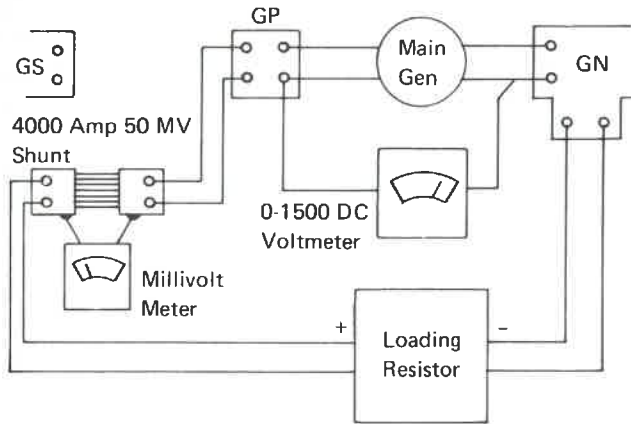 GP
GS
Main
Gen
GN
4000 Amp 50 MV
Shunt
0-1500 DC
Voltmeter
Millivolt
Meter
+
−
Loading
Resistor